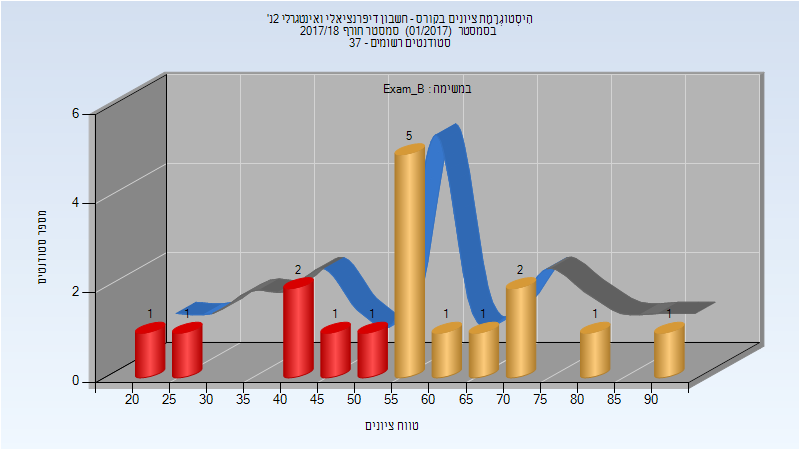 היסטוגרמת ציונים בקורס - חשבון דיפרנציאלי ואינטגרלי 2נ'
בסמסטר (01/2017) סמסטר חורף 2017/18
סטודנטים רשומים - 37
במשימה : Exam_B
6
4
2
0
מספר סטודנטים
1
1
2
1
1
5
1
1
2
1
1
20 25 30 35 40 45 50 55 60 65 70 75 80 85 90
טווח ציונים